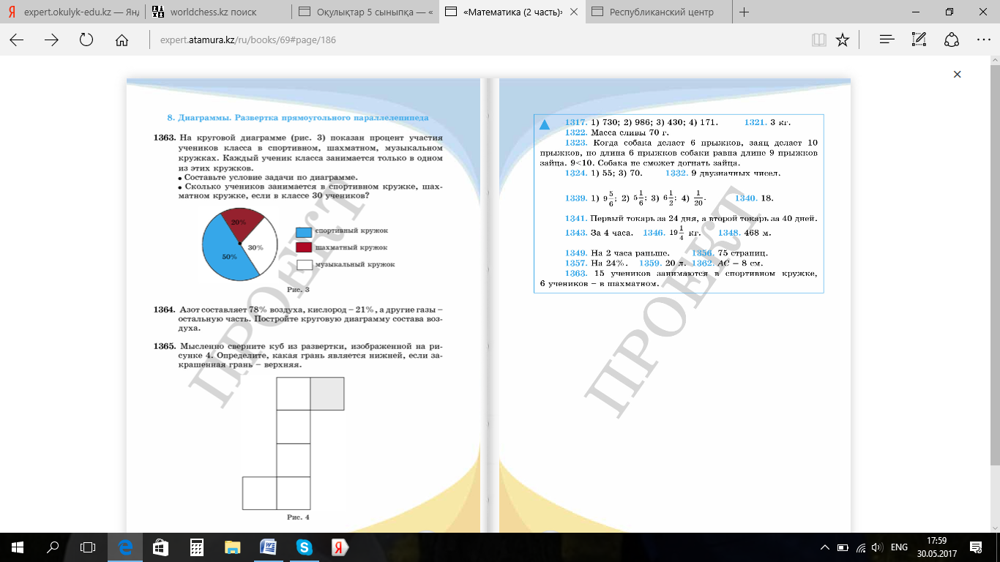 expert.okulyk-edu.kz — Янд
worldchess.kz поиск
Оқулықтар 5 сыныпқа — «
«Математика (2 часть)»
Республиканский центр
expert.atamura.kz/ru/books/69#page/186
8. Диаграммы. Развертка прямоугольного параллелепипеда
1363. На круговой диаграмме (рис. 3) показан процент участия
учеников класса в спортивном, шахматном, музыкальном
кружках. Каждый ученик класса занимается только в одном
из этих кружков.
• Составьте условие задачи по диаграмме.
• Сколько учеников занимается в спортивном кружке, шах-
матном кружке, если в классе 30 учеников?
20%
30%
50%
спортивный кружок
шахматный кружок
музыкальный кружок
Рис. 3
1364. Азот составляет 78% воздуха, кислород – 21%, а другие газы –
остальную часть. Постройте круговую диаграмму состава воз-
духа.
1365. Мысленно сверните куб из развертки, изображенной на ри-
сунке 4. Определите, какая грань является нижней, если за-
крашенная грань – верхняя.
Рис. 4
ПРОЕКТ
1317. 1) 730; 2) 986; 3) 430; 4) 171. 1321. 3 кг.
1322. Масса сливы 70 г.
1323. Когда собака делает 6 прыжков, заяц делает 10
прыжков, но длина 6 прыжков собаки равна длине 9 прыжков
зайца. 9<10. Собака не сможет догнать зайца.
1324. 1) 55; 3) 70. 1332. 9 двузначных чисел.
1339. 1) 9 5/6; 2) 5 1/6; 3) 6 1/2; 4) 1/20. 1340. 18.
1341. Первый токарь за 24 дня, а второй токарь за 40 дней.
1343. За 4 часа. 1346. 19 1/4 кг. 1348. 468 м.
1349. На 2 часа раньше. 1356. 75 страниц.
1357. На 24%. 1359. 20 л. 1362. AC – 8 см.
1363. 15 учеников занимаются в спортивном кружке,
6 учеников – в шахматном.
ПРОЕКТ
ENG
17:59
30.05.2017